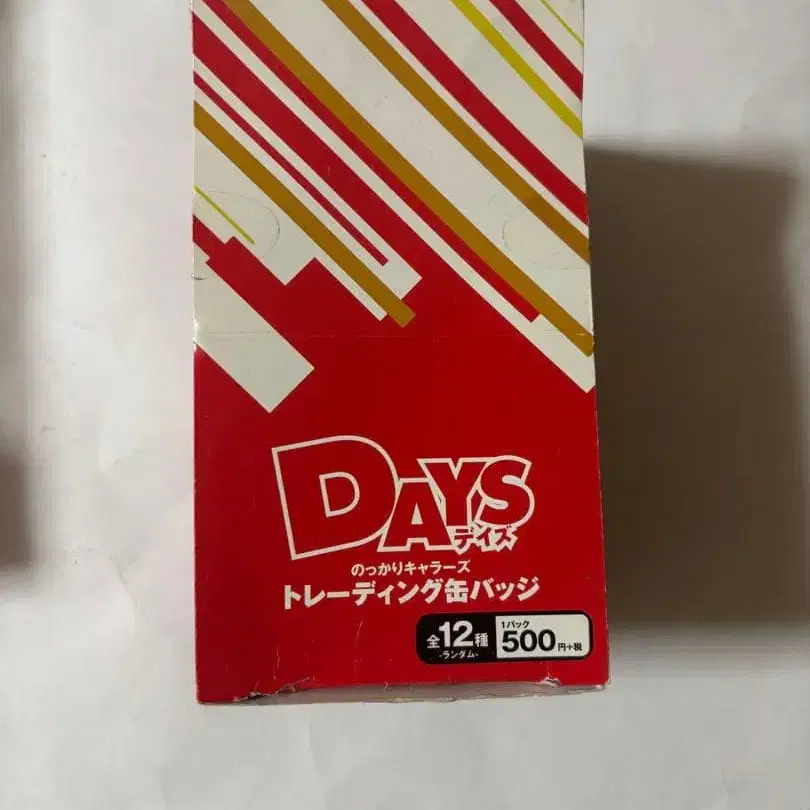 DAYS
デイズ
のっかりキャラーズ
トレーディング缶バッジ
全12種
-ランダム-
1パック
500円+税